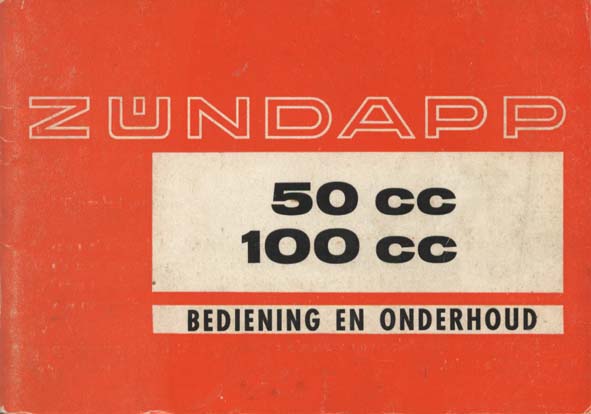 ZÜNDAPP
50 cc
100 cc
BEDIENING EN ONDERHOUD